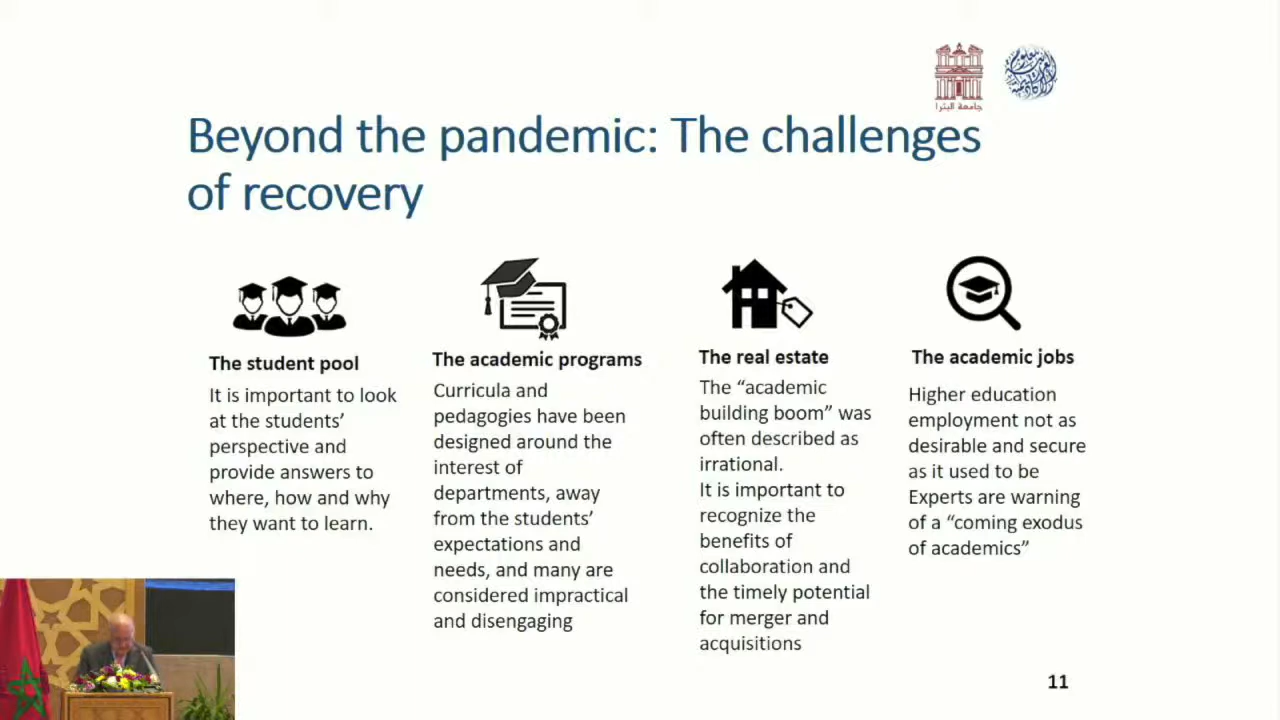 جامعة البترا
Beyond the pandemic: The challenges
of recovery
The student pool
It is important to look
at the students’
perspective and
provide answers to
where, how and why
they want to learn.
The academic programs
Curricula and
pedagogies have been
designed around the
interest of
departments, away
from the students’
expectations and
needs, and many are
considered impractical
and disengaging
The real estate
The “academic
building boom” was
often described as
irrational.
It is important to
recognize the
benefits of
collaboration and
the timely potential
for merger and
acquisitions
The academic jobs
Higher education
employment not as
desirable and secure
as it used to be
Experts are warning
of a “coming exodus
of academics”
11